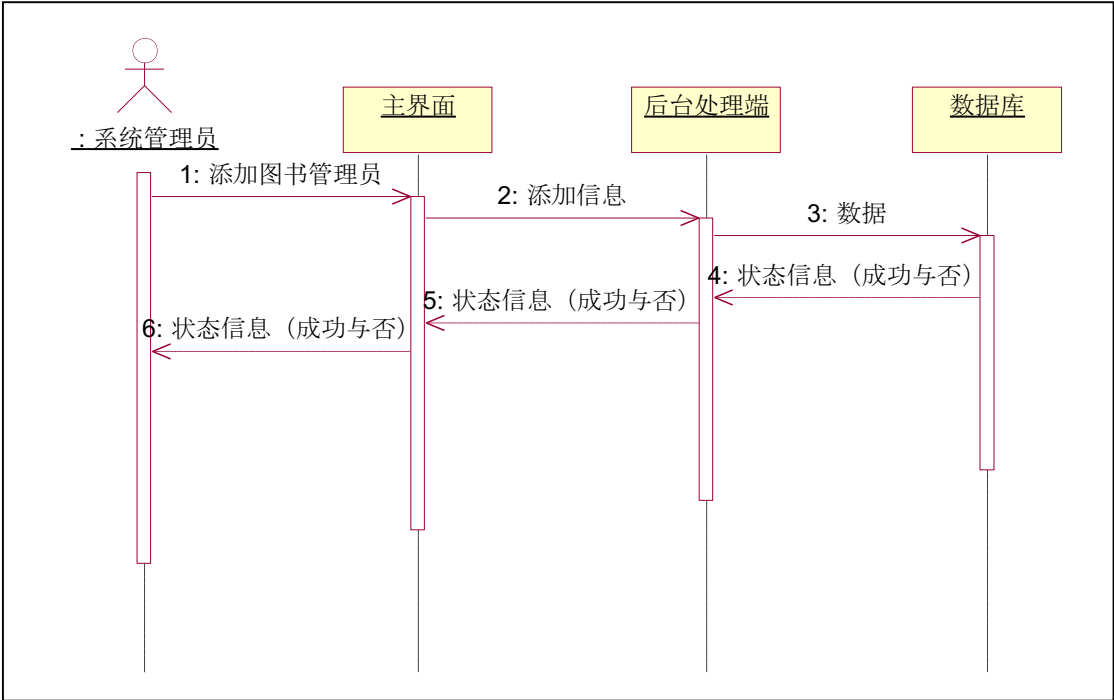 : 系统管理员
主界面
后台处理端
数据库
1: 添加图书管理员
2: 添加信息
3: 数据
4: 状态信息（成功与否）
5: 状态信息（成功与否）
6: 状态信息（成功与否）